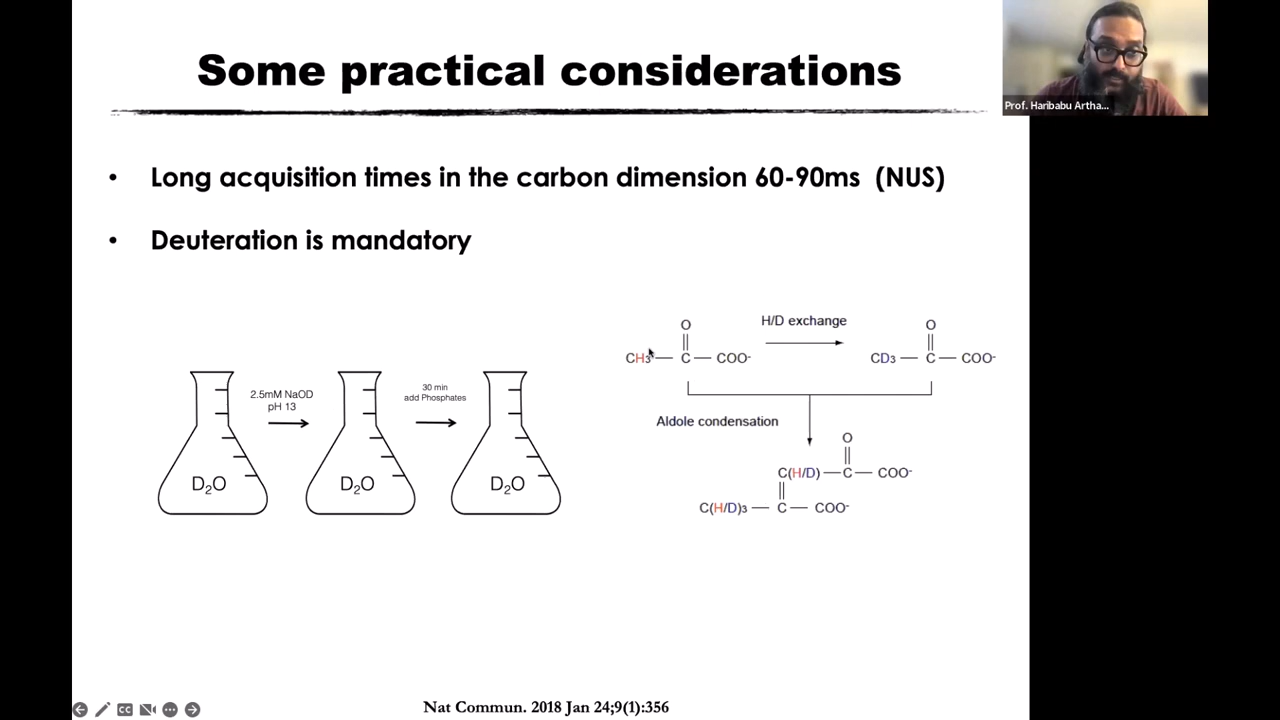 Some practical considerations
Prof. Haribabu Artha...
• Long acquisition times in the carbon dimension 60-90ms (NUS)
• Deuteration is mandatory
2.5mM NaOD
pH 13
30 min
add Phosphates
D₂O
D₂O
D₂O
H/D exchange
O
CH3 — C — COO-
O
CD3 — C — COO-
Aldole condensation
O
C(H/D) — C — COO-
C(H/D)3 — C — COO-
CC
Nat Commun. 2018 Jan 24;9(1):356